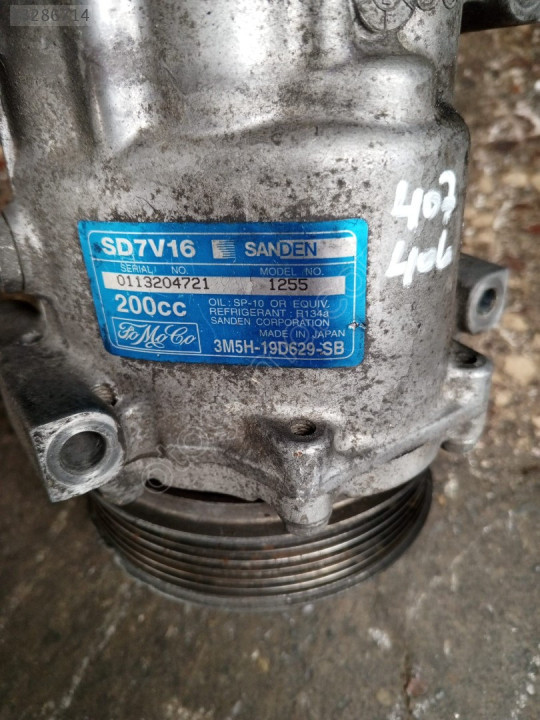 286714
SD7V16 SANDEN
SERIAL NO. MODEL NO.
0113204721 1255
200cc
OIL: SP-10 OR EQUIV.
REFRIGERANT: R134a
SANDEN CORPORATION
MADE IN JAPAN
FoMoCo 3M5H-19D629-SB
407
406